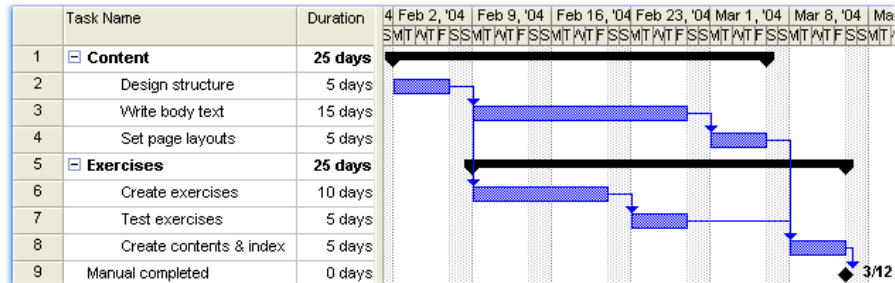 Task Name Duration 4 Feb 2, '04 Feb 9, '04 Feb 16, '04 Feb 23, '04 Mar 1, '04 Mar 8, '04 Ma
S M T W T F S S M T W T F S S M T W T F S S M T W T F S S M T W T F S S M T W T F S S M T
1 Content 25 days
2 Design structure 5 days
3 Write body text 15 days
4 Set page layouts 5 days
5 Exercises 25 days
6 Create exercises 10 days
7 Test exercises 5 days
8 Create contents & index 5 days
9 Manual completed 0 days 3/12